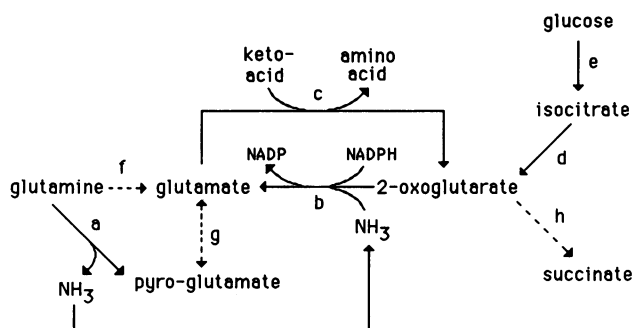 glucose
e
keto-
acid
amino
acid
c
isocitrate
d
NADP
NADPH
f
glutamine
glutamate
b
2-oxoglutarate
a
g
NH3
h
pyro-glutamate
NH3
succinate